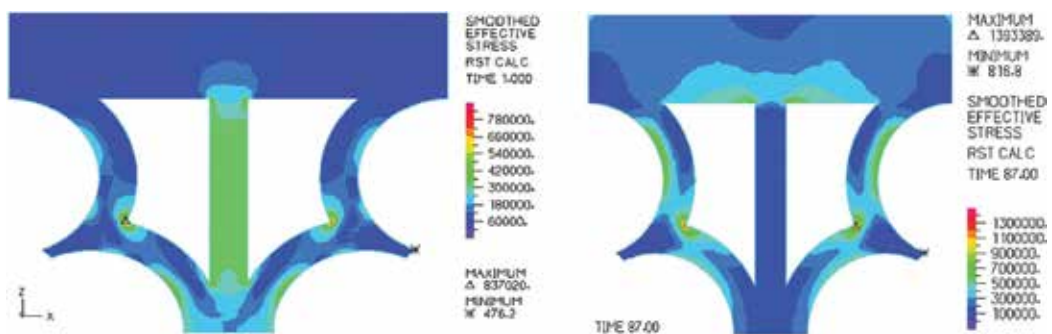 SMOOTHED
EFFECTIVE
STRESS
RST CALC
TIME 1.000
780000.
660000.
540000.
420000.
300000.
180000.
60000.
MAXIMUM
Δ 837020.
MINIMUM
✳ 476.2
Z
X
MAXIMUM
Δ 1393389.
MINIMUM
✳ 816.8
SMOOTHED
EFFECTIVE
STRESS
RST CALC
TIME 87.00
1300000.
1100000.
900000.
700000.
500000.
300000.
100000.
TIME 87.00